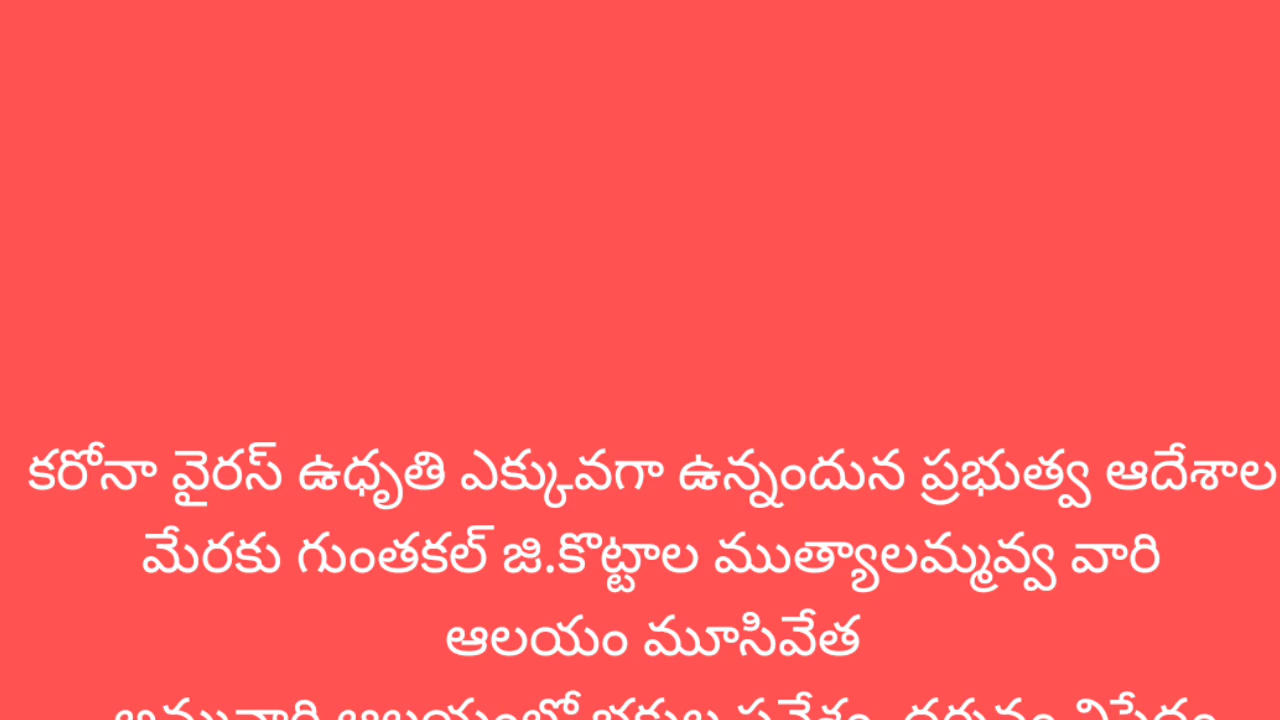 కరోనా వైరస్ ఉధృతి ఎక్కువగా ఉన్నందున ప్రభుత్వ ఆదేశాల
మేరకు గుంతకల్ జి.కొట్టాల ముత్యాలమ్మవ్వ వారి
ఆలయం మూసివేత